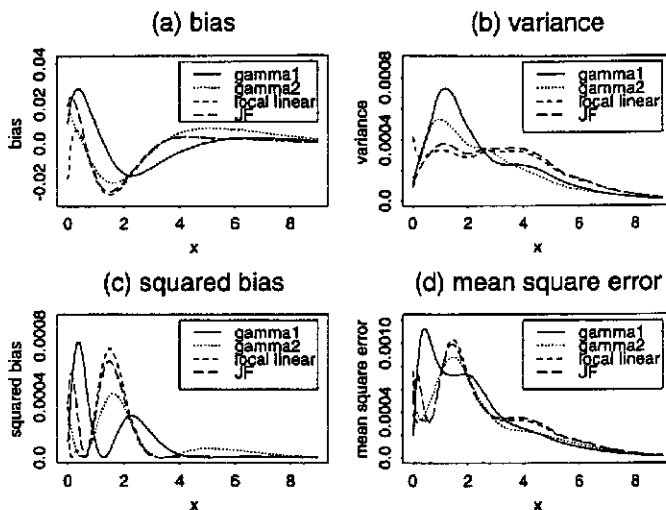 (a) bias
0.04
0.02
0.0
-0.02
bias
gamma1
gamma2
local linear
JF
0 2 4 6 8
x
(b) variance
0.0008
0.0004
0.0
variance
gamma1
gamma2
local linear
JF
0 2 4 6 8
x
(c) squared bias
0.0008
0.0004
0.0
squared bias
gamma1
gamma2
local linear
JF
0 2 4 6 8
x
(d) mean square error
0.0010
0.0004
0.0
mean square error
gamma1
gamma2
local linear
JF
0 2 4 6 8
x